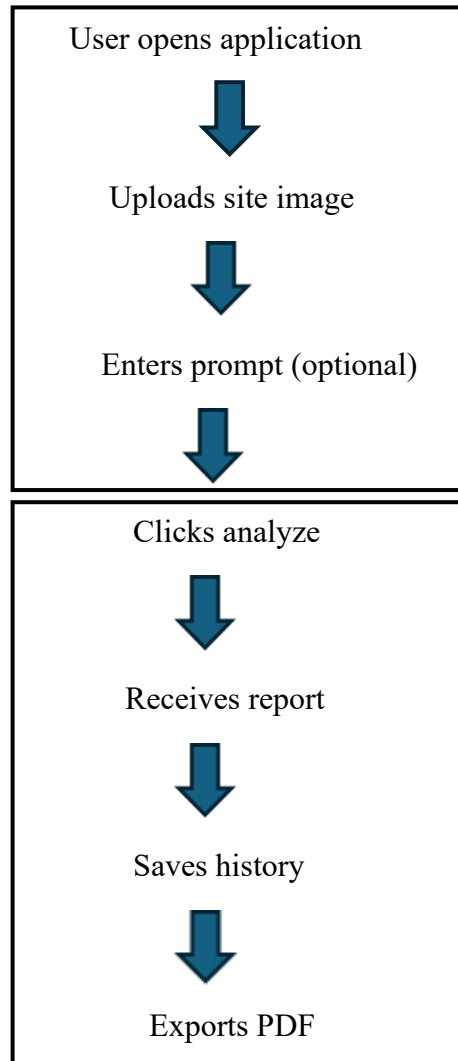 User opens application
Uploads site image
Enters prompt (optional)
Clicks analyze
Receives report
Saves history
Exports PDF